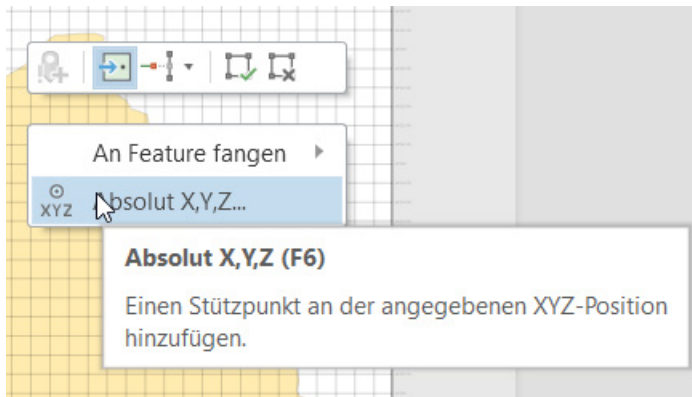 An Feature fangen
XYZ Absolut X,Y,Z...
Absolut X,Y,Z (F6)
Einen Stützpunkt an der angegebenen XYZ-Position
hinzufügen.